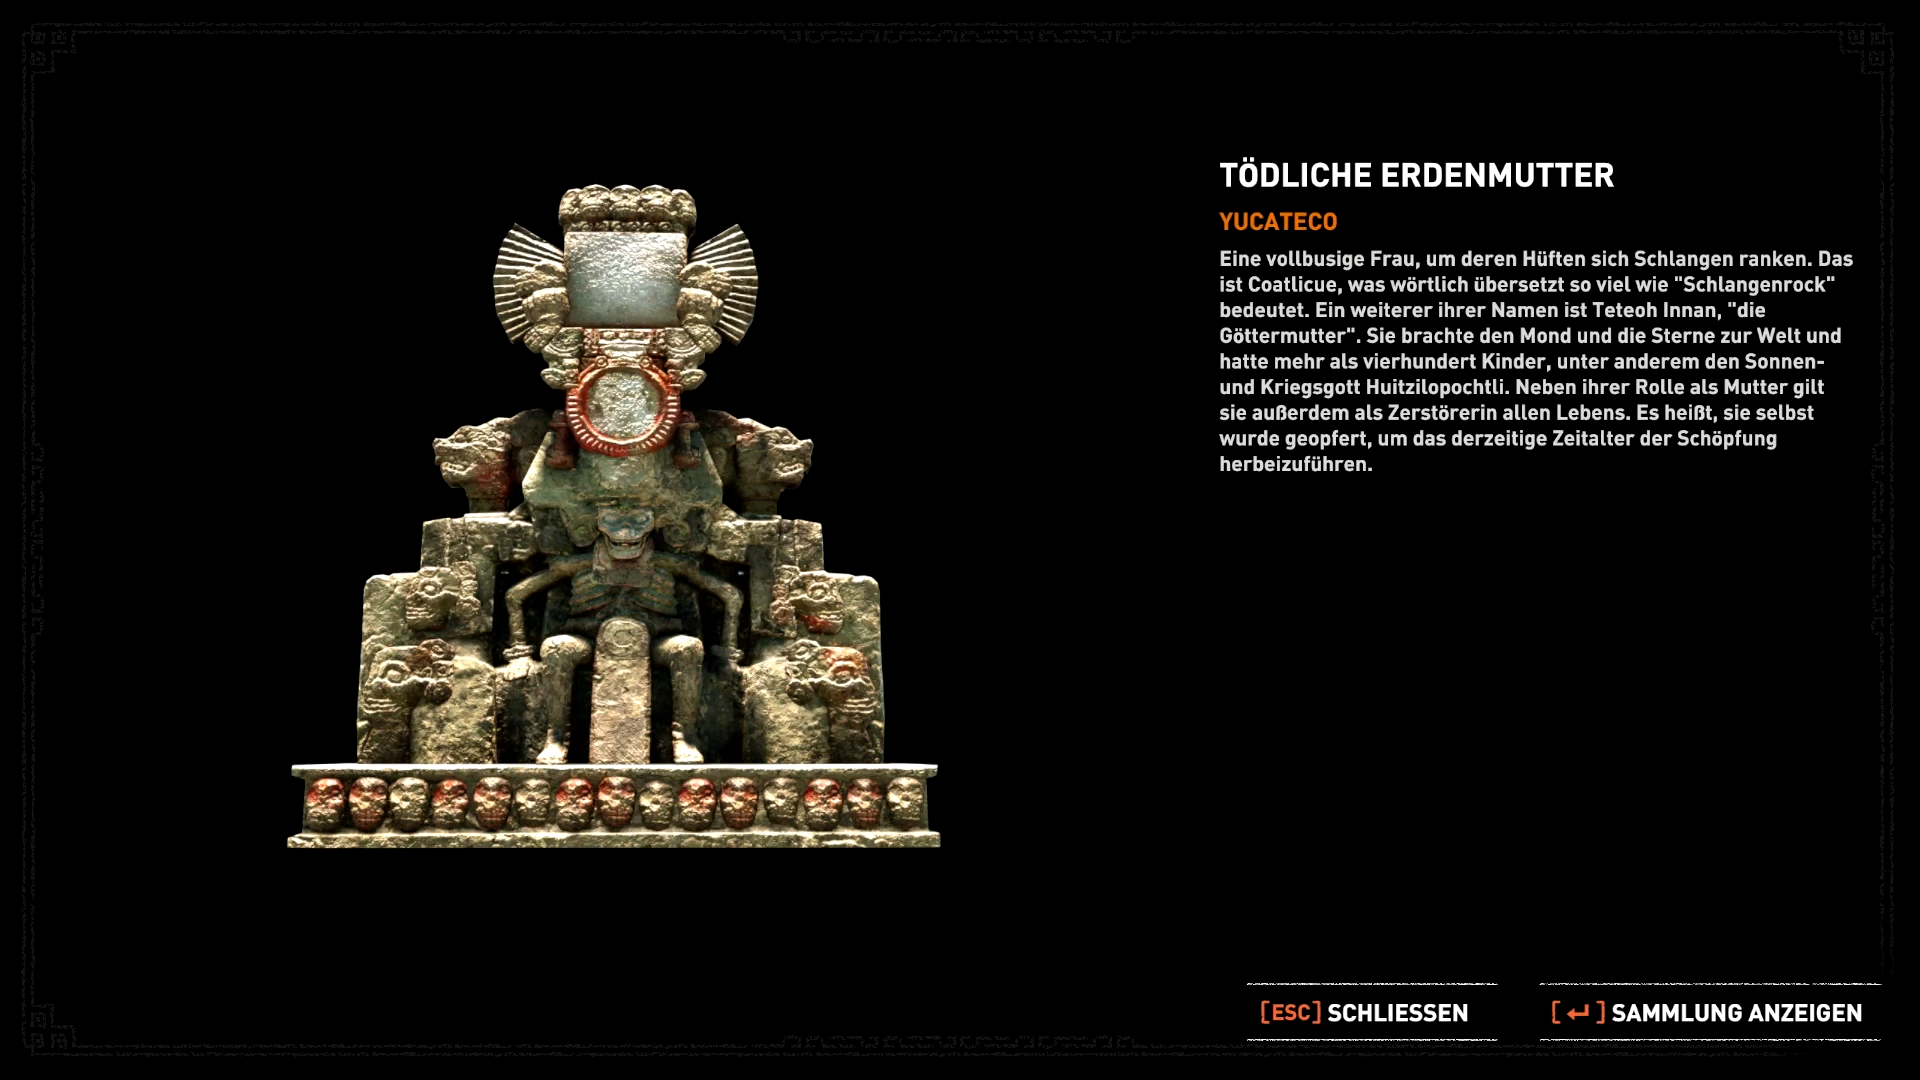 TÖDLICHE ERDENMUTTER
YUCATECO
Eine vollbusige Frau, um deren Hüften sich Schlangen ranken. Das
ist Coatlicue, was wörtlich übersetzt so viel wie "Schlangenrock"
bedeutet. Ein weiterer ihrer Namen ist Teteoh Innan, "die
Göttermutter". Sie brachte den Mond und die Sterne zur Welt und
hatte mehr als vierhundert Kinder, unter anderem den Sonnen-
und Kriegsgott Huitzilopochtli. Neben ihrer Rolle als Mutter gilt
sie außerdem als Zerstörerin allen Lebens. Es heißt, sie selbst
wurde geopfert, um das derzeitige Zeitalter der Schöpfung
herbeizuführen.
[ESC] SCHLIESSEN
[↵] SAMMLUNG ANZEIGEN